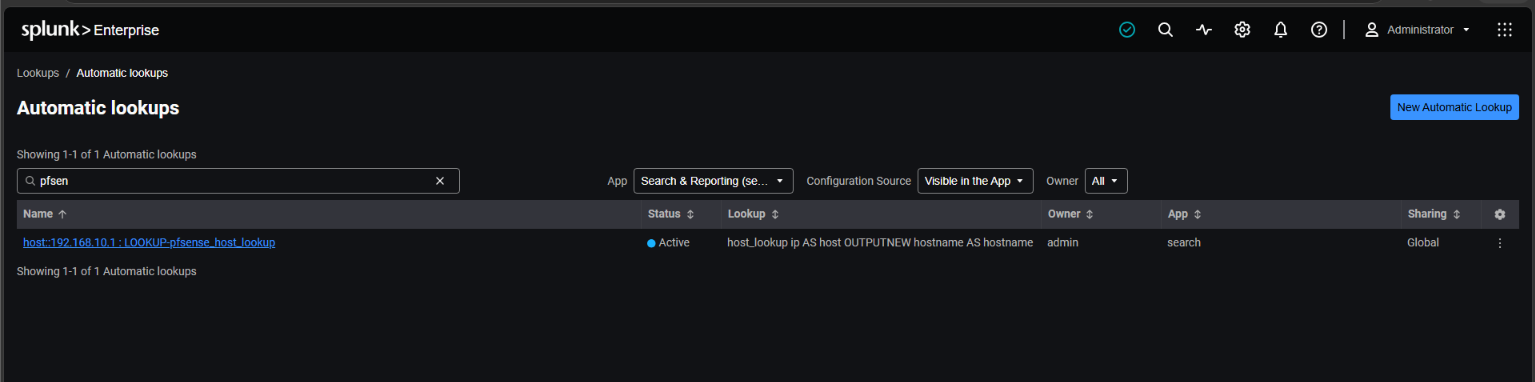 splunk>Enterprise Administrator
Lookups / Automatic lookups
Automatic lookups
New Automatic Lookup
Showing 1-1 of 1 Automatic lookups
pfsen App Search & Reporting (se... Configuration Source Visible in the App Owner All
Name Status Lookup Owner App Sharing
host::192.168.10.1 : LOOKUP-pfsense_host_lookup Active host_lookup ip AS host OUTPUTNEW hostname AS hostname admin search Global
Showing 1-1 of 1 Automatic lookups